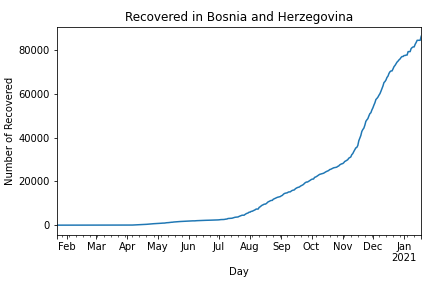 Recovered in Bosnia and Herzegovina
Number of Recovered
80000
60000
40000
20000
0
Feb Mar Apr May Jun Jul Aug Sep Oct Nov Dec Jan
2021
Day